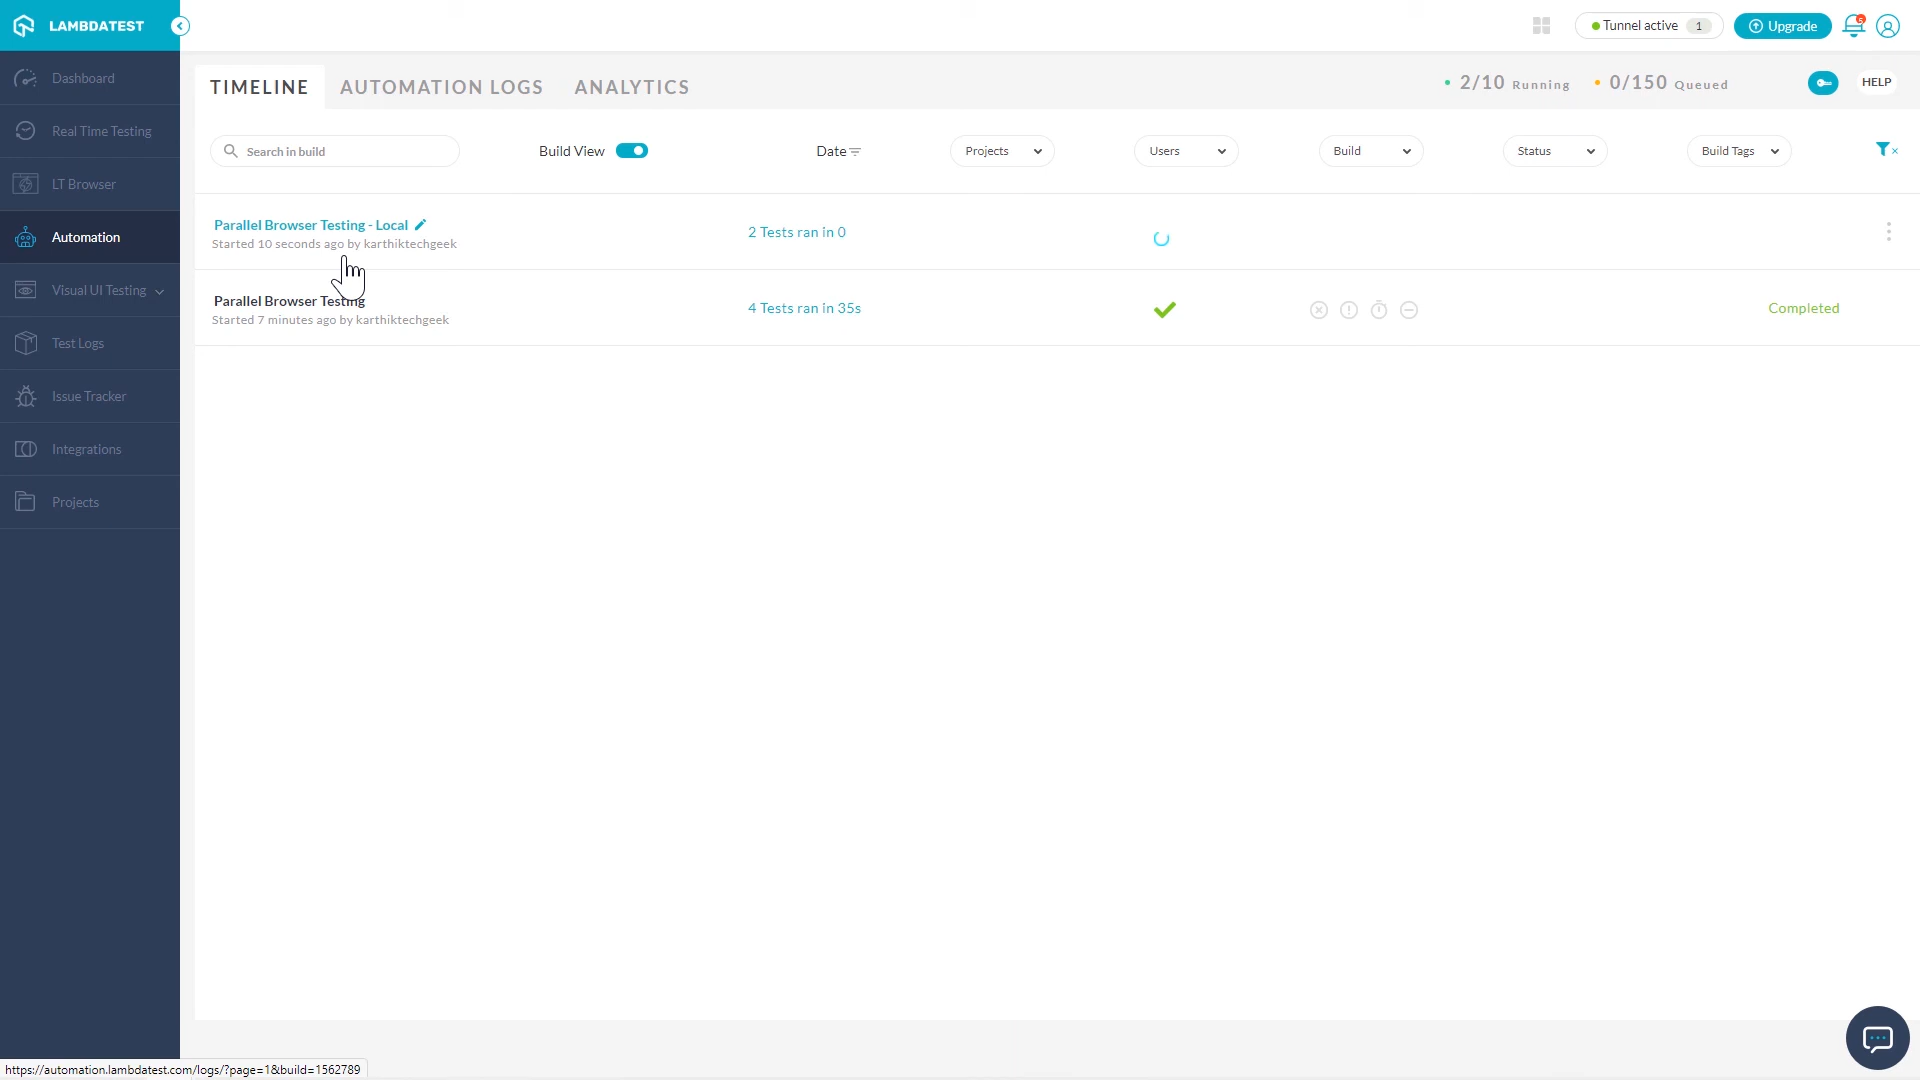 LAMBDATEST
Tunnel active 1
Upgrade
6
Dashboard
Real Time Testing
LT Browser
Automation
Visual UI Testing
Test Logs
Issue Tracker
Integrations
Projects
TIMELINE
AUTOMATION LOGS
ANALYTICS
2/10 Running
0/150 Queued
HELP
Search in build
Build View
Date
Projects
Users
Build
Status
Build Tags
Parallel Browser Testing - Local
Started 10 seconds ago by karthiktechgeek
2 Tests ran in 0
Parallel Browser Testing
Started 7 minutes ago by karthiktechgeek
4 Tests ran in 35s
Completed
https://automation.lambdatest.com/logs/?page=1&build=1562789